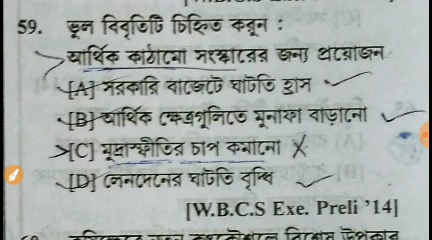 59. ভুল বিবৃতিটি চিহ্নিত করুন :
আর্থিক কাঠামো সংস্কারের জন্য প্রয়োজন
[A] সরকারি বাজেটে ঘাটতি হ্রাস
[B] আর্থিক ক্ষেত্রগুলিতে মুনাফা বাড়ানো
[C] মুদ্রাস্ফীতির চাপ কমানো
[D] লেনদেনের ঘাটতি বৃদ্ধি
[W.B.C.S Exe. Preli '14]